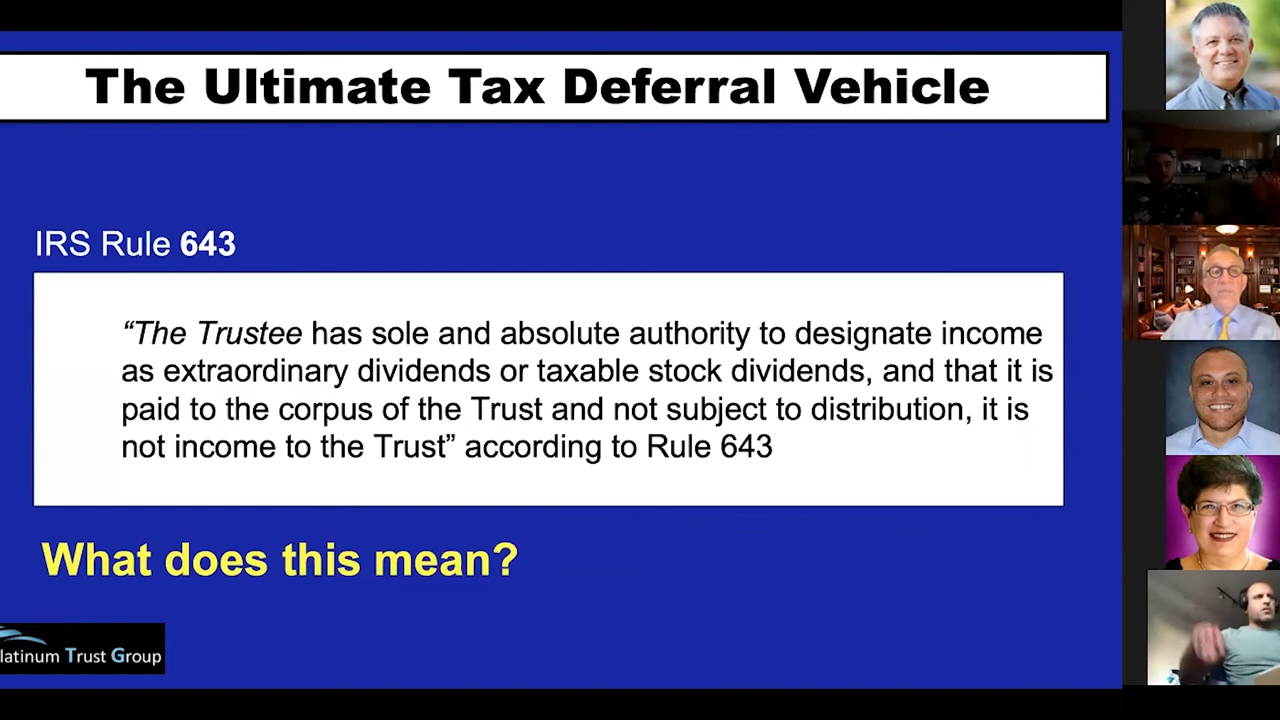 The Ultimate Tax Deferral Vehicle
IRS Rule 643
“The Trustee has sole and absolute authority to designate income
as extraordinary dividends or taxable stock dividends, and that it is
paid to the corpus of the Trust and not subject to distribution, it is
not income to the Trust” according to Rule 643
What does this mean?
latinum Trust Group